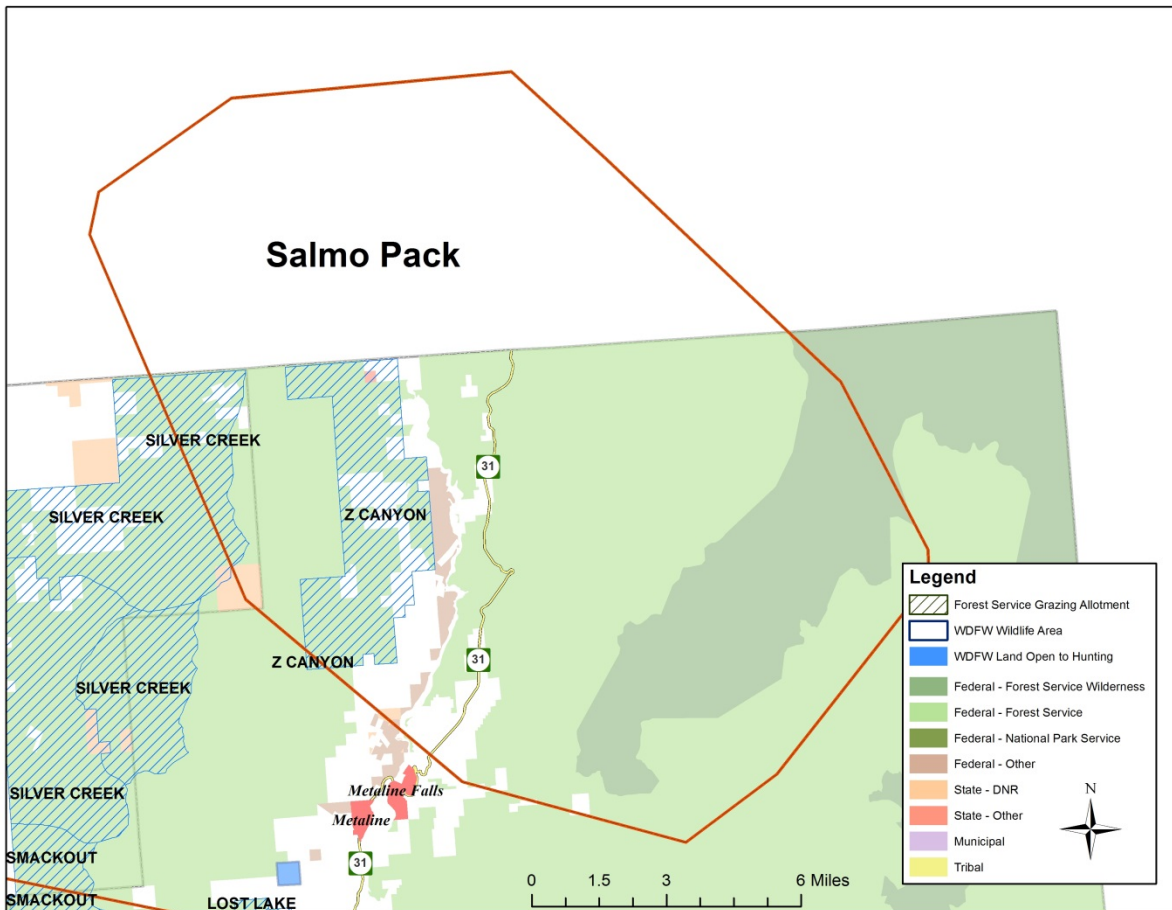 Salmo Pack
SILVER CREEK
31
SILVER CREEK
Z CANYON
31
Z CANYON
SILVER CREEK
Metaline Falls
SILVER CREEK
Metaline
SMACKOUT
31
SMACKOUT
LOST LAKE
0 1.5 3 6 Miles
Legend
Forest Service Grazing Allotment
WDFW Wildlife Area
WDFW Land Open to Hunting
Federal - Forest Service Wilderness
Federal - Forest Service
Federal - National Park Service
Federal - Other
State - DNR
State - Other
Municipal
Tribal
N